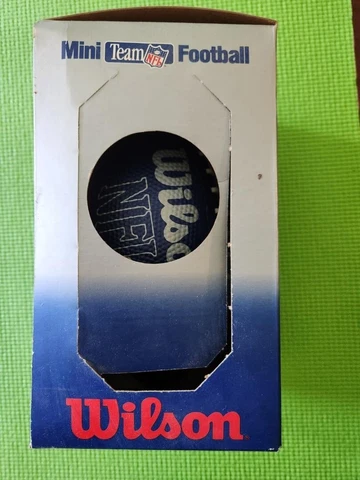 Mini Team NFL Football
Wilson
NFL
Wilson